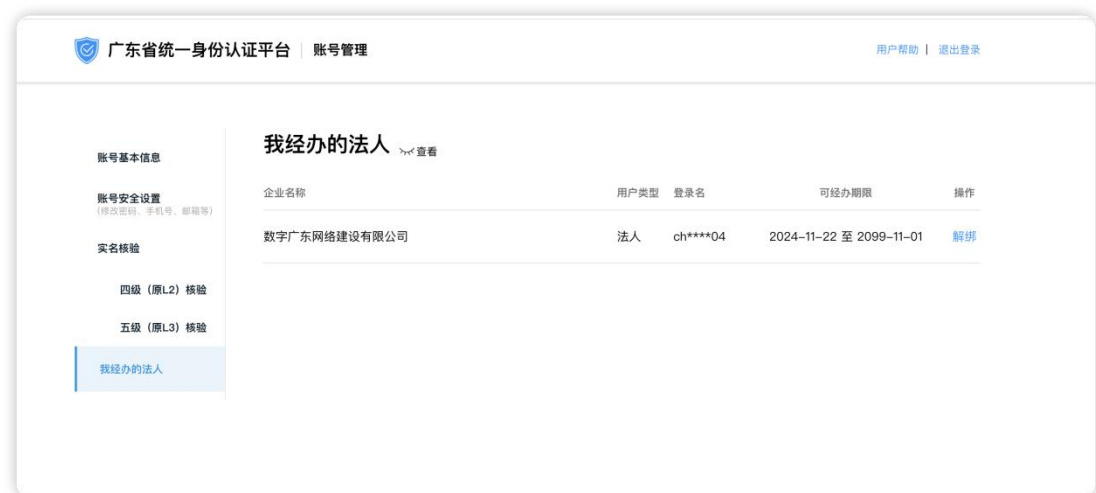 广东省统一身份认证平台 账号管理 用户帮助 | 退出登录
我经办的法人 查看
账号基本信息
企业名称 用户类型 登录名 可经办期限 操作
账号安全设置
(修改密码、手机号、邮箱等)
数字广东网络建设有限公司 法人 ch****04 2024-11-22 至 2099-11-01 解绑
实名核验
四级（原L2）核验
五级（原L3）核验
我经办的法人